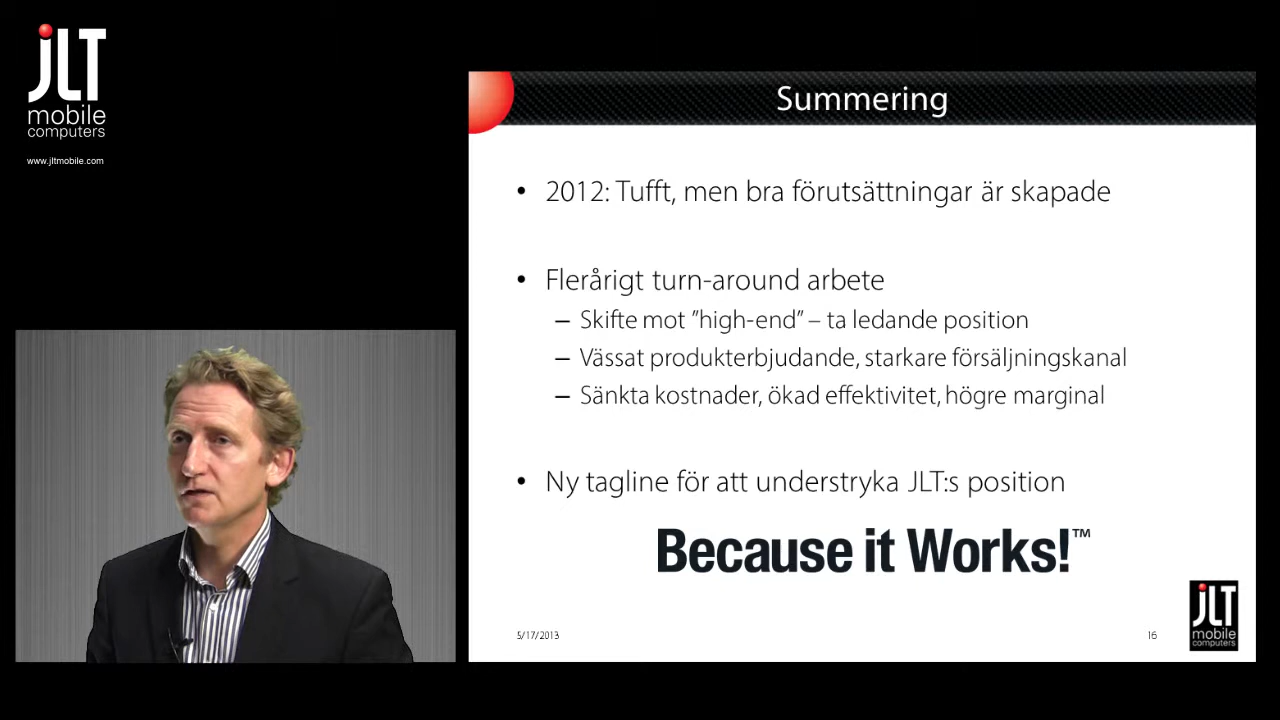 JLT
mobile
computers
www.jltmobile.com
Summering
• 2012: Tufft, men bra förutsättningar är skapade
• Flerårigt turn-around arbete
– Skifte mot ”high-end” – ta ledande position
– Vässat produkterbjudande, starkare försäljningskanal
– Sänkta kostnader, ökad effektivitet, högre marginal
• Ny tagline för att understryka JLT:s position
Because it Works!™
5/17/2013
16
JLT
mobile
computers